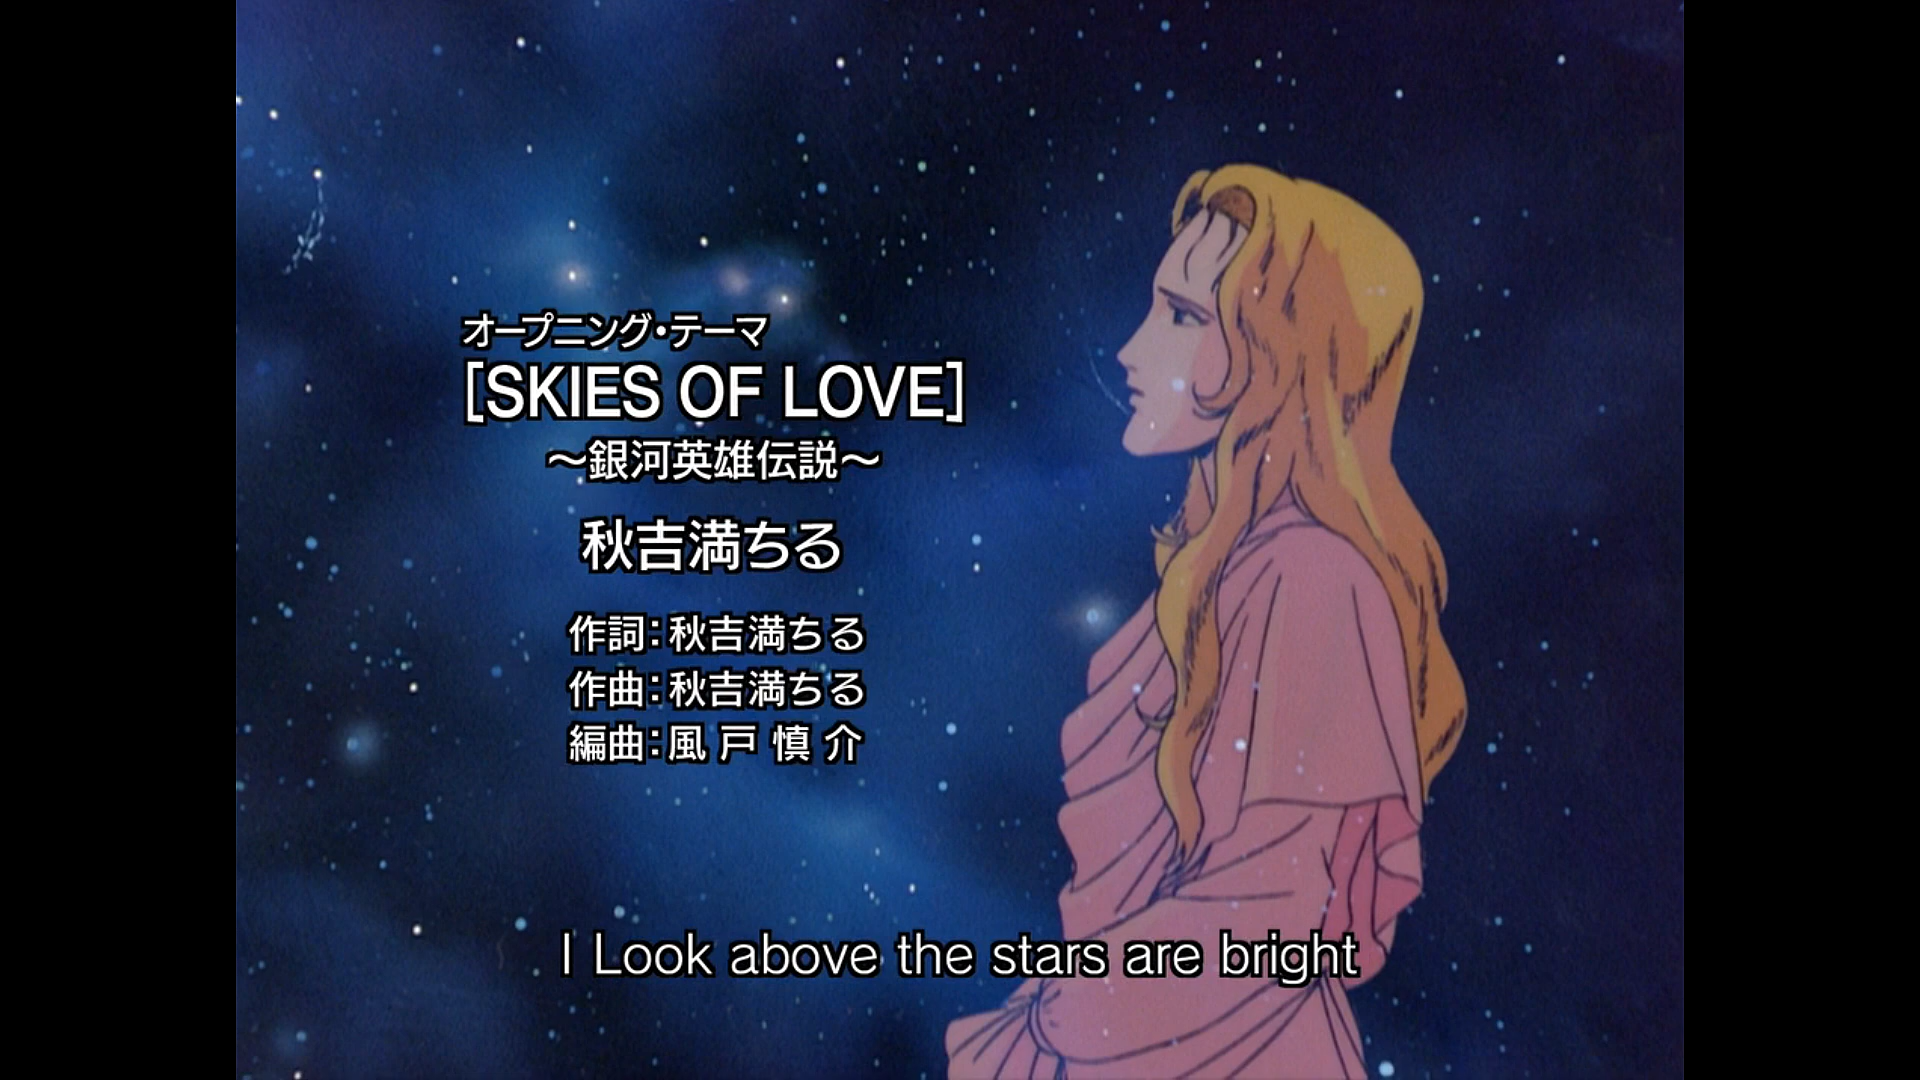 オープニング・テーマ
[SKIES OF LOVE]
～銀河英雄伝説～
秋吉満ちる
作詞：秋吉満ちる
作曲：秋吉満ちる
編曲：風戸慎介
I Look above the stars are bright